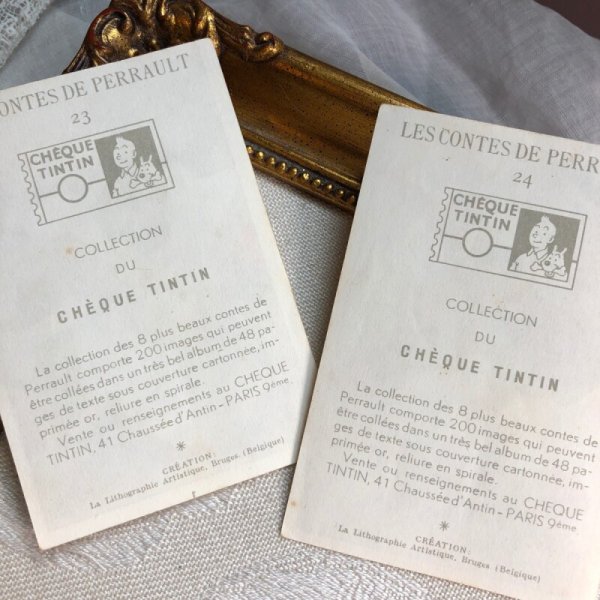 CONTES DE PERRAULT
23
CHÈQUE
TINTIN
COLLECTION
DU
CHÈQUE TINTIN
La collection des 8 plus beaux contes de
Perrault comporte 200 images qui peuvent
être collées dans un très bel album de 48 pa-
ges de texte sous couverture cartonnée, im-
primée or, reliure en spirale.
Vente ou renseignements au CHEQUE
TINTIN, 41 Chaussée d'Antin - PARIS 9ème.
*
CRÉATION:
La Lithographie Artistique, Bruges. (Belgique)
LES CONTES DE PERR
24
CHÈQUE
TINTIN
COLLECTION
DU
CHÈQUE TINTIN
La collection des 8 plus beaux contes de
Perrault comporte 200 images qui peuvent
être collées dans un très bel album de 48 pa-
ges de texte sous couverture cartonnée, im-
primée or, reliure en spirale.
Vente ou renseignements au CHEQUE
TINTIN, 41 Chaussée d'Antin - PARIS 9ème
*
CRÉATION:
La Lithographie Artistique, Bruges (Belgique)